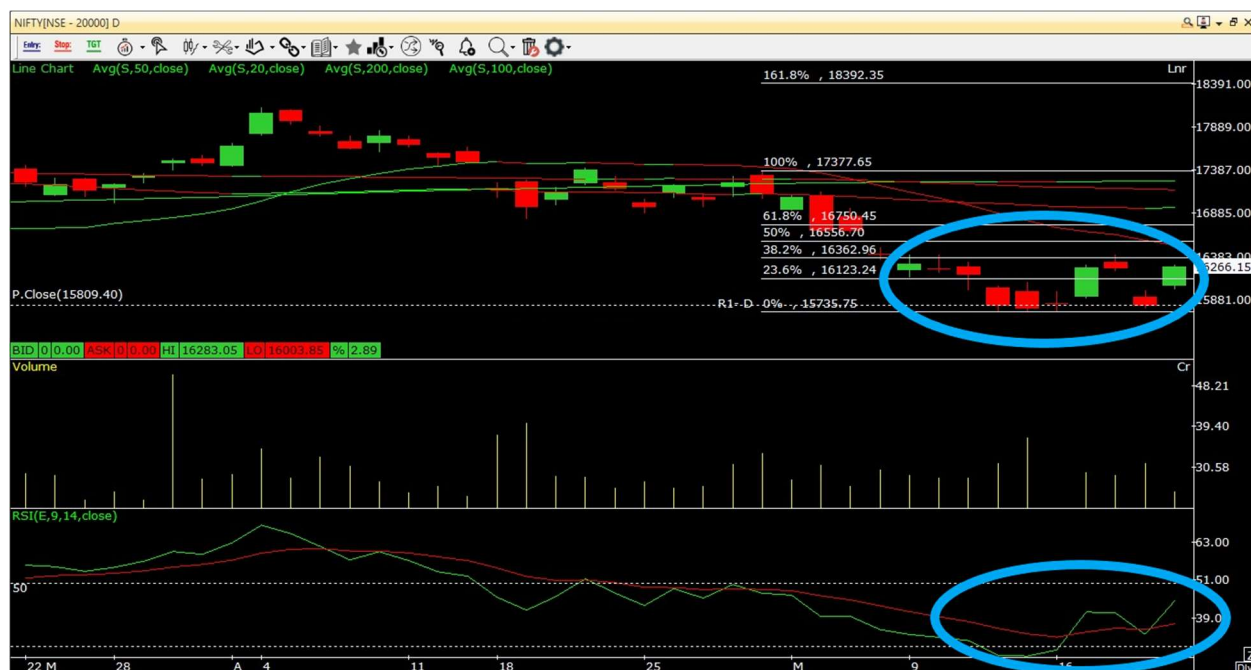 NIFTY[NSE - 20000] D
Entry: Stop: TGT
Line Chart Avg(S,50,close) Avg(S,20,close) Avg(S,200,close) Avg(S,100,close)
Lnr
161.8% , 18392.35
18391.00
17889.00
100% , 17377.65
17387.00
61.8% , 16750.45
16885.00
50% , 16556.70
38.2% , 16362.96
16383.00
23.6% , 16123.24
16266.15
P.Close(15809.40)
R1- D 0% , 15735.75
15881.00
BID 0 0.00 ASK 0 0.00 HI 16283.05 LO 16003.85 % 2.89
Volume
Cr
48.21
39.40
30.58
RSI(E,9,14,close)
63.00
51.00
50
39.00
22 M 28 A 4 11 18 25 M 9 16